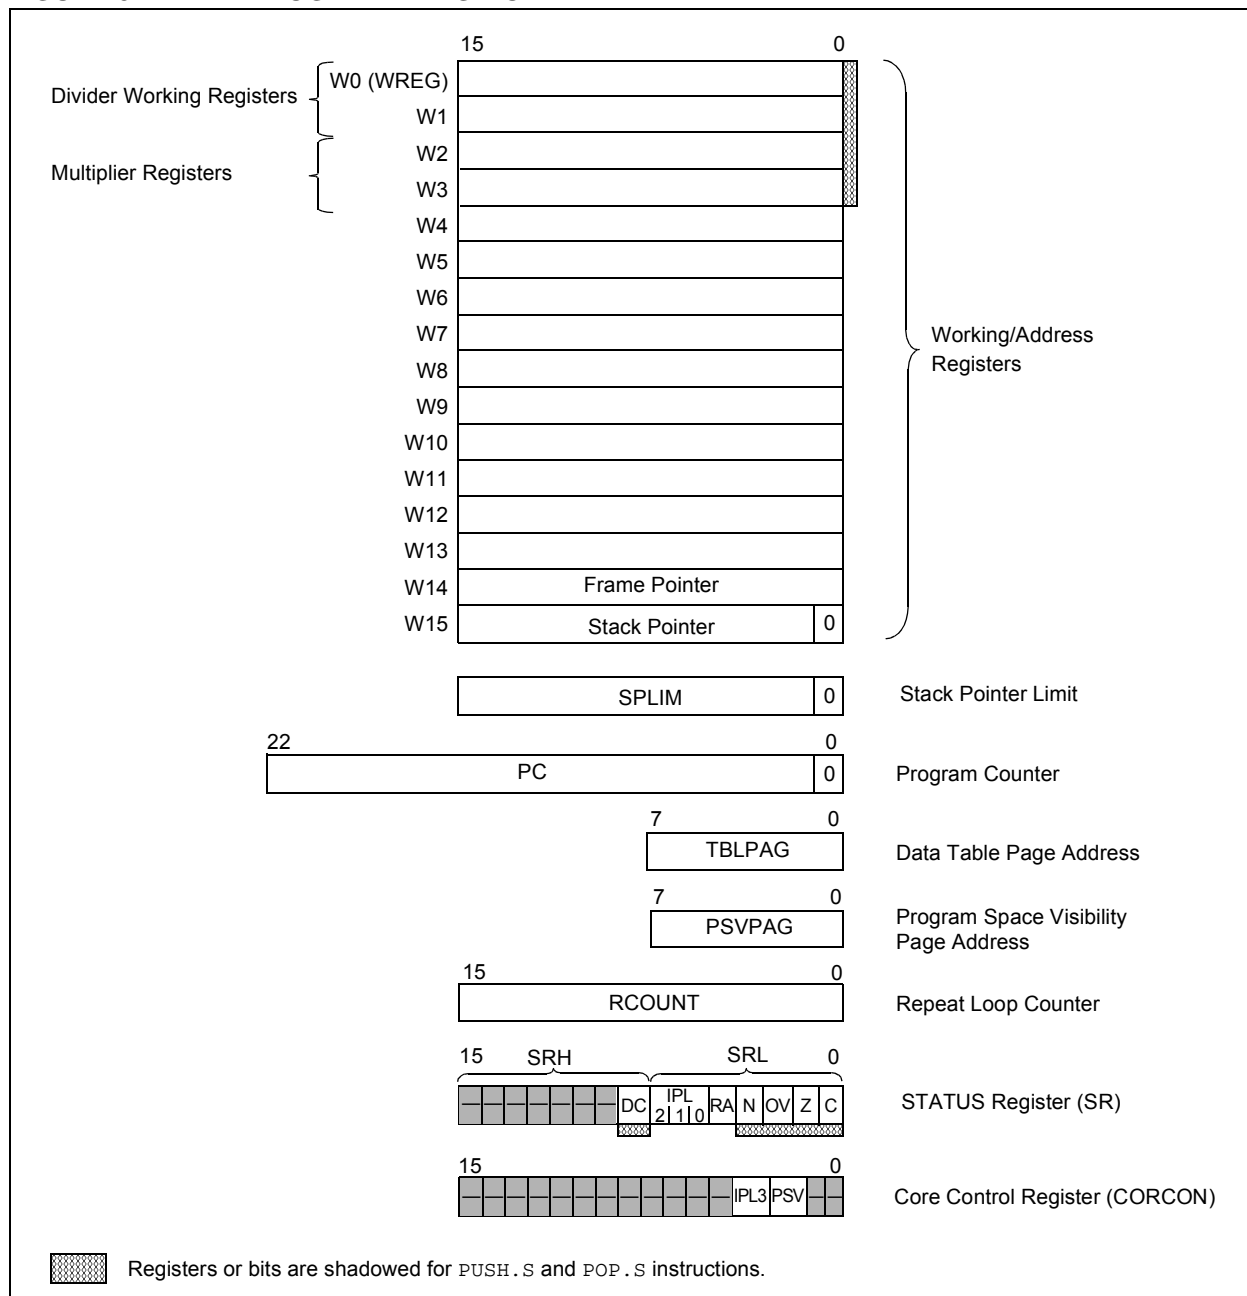 15 0
Divider Working Registers
W0 (WREG)
W1
Multiplier Registers
W2
W3
W4
W5
W6
W7
Working/Address
Registers
W8
W9
W10
W11
W12
W13
W14 Frame Pointer
W15 Stack Pointer 0
SPLIM 0 Stack Pointer Limit
22 0
PC 0 Program Counter
7 0
TBLPAG Data Table Page Address
7 0
PSVPAG Program Space Visibility
Page Address
15 0
RCOUNT Repeat Loop Counter
15 SRH SRL 0
— — — — — — — DC IPL RA N OV Z C STATUS Register (SR)
2 1 0
15 0
— — — — — — — — — — — — IPL3 PSV — — Core Control Register (CORCON)
Registers or bits are shadowed for PUSH.S and POP.S instructions.